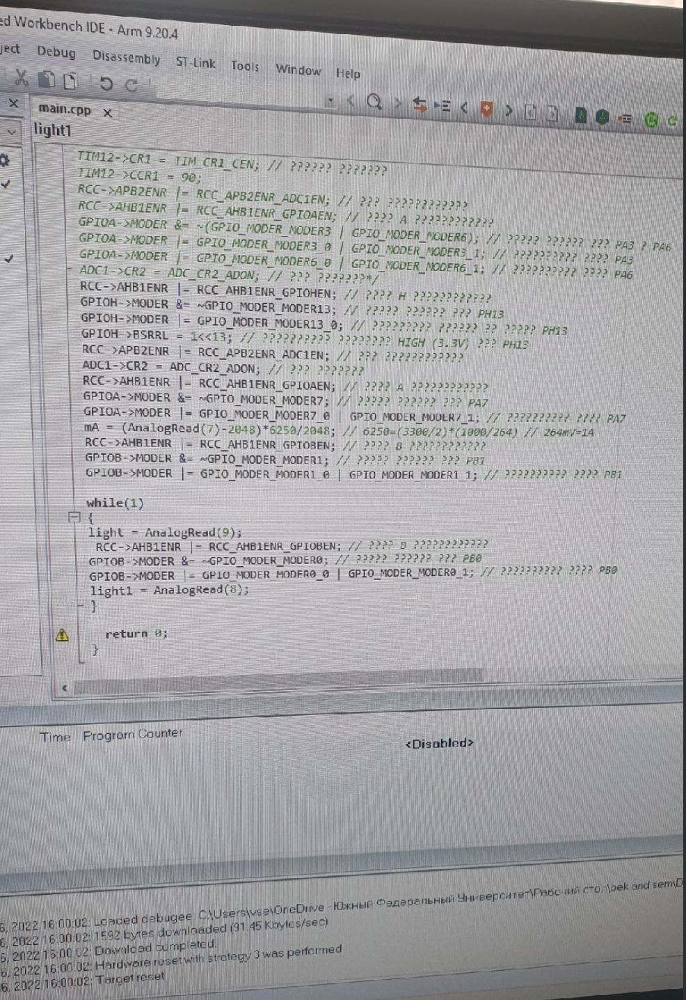 ed Workbench IDE - Arm 9.20.4
ject Debug Disassembly ST-Link Tools Window Help
main.cpp x
light1
TIM12->CR1 = TIM_CR1_CEN; // ?????? ???????
TIM12->CCR1 = 90;
RCC->APB2ENR |= RCC_APB2ENR_ADC1EN; // ??? ????????????
RCC->AHB1ENR |= RCC_AHB1ENR_GPIOAEN; // ???? A ????????????
GPIOA->MODER &= ~(GPIO_MODER_MODER3 | GPIO_MODER_MODER6); // ????? ?????? ??? PA3 ? PA6
GPIOA->MODER |= GPIO_MODER_MODER3_0 | GPIO_MODER_MODER3_1; // ?????????? ???? PA3
GPIOA->MODER |= GPIO_MODER_MODER6_0 | GPIO_MODER_MODER6_1; // ?????????? ???? PA6
ADC1->CR2 = ADC_CR2_ADON; // ??? ???????*/
RCC->AHB1ENR |= RCC_AHB1ENR_GPIOHEN; // ???? H ????????????
GPIOH->MODER &= ~GPIO_MODER_MODER13; // ????? ?????? ??? PH13
GPIOH->MODER |= GPIO_MODER_MODER13_0; // ????????? ?????? ?? ????? PH13
GPIOH->BSRRL = 1<<13; // ?????????? ???????? HIGH (3.3V) ??? PH13
RCC->APB2ENR |= RCC_APB2ENR_ADC1EN; // ??? ????????????
ADC1->CR2 = ADC_CR2_ADON; // ??? ???????
RCC->AHB1ENR |= RCC_AHB1ENR_GPIOAEN; // ???? A ????????????
GPIOA->MODER &= ~GPIO_MODER_MODER7; // ????? ?????? ??? PA7
GPIOA->MODER |= GPIO_MODER_MODER7_0 | GPIO_MODER_MODER7_1; // ?????????? ???? PA7
mA = (AnalogRead(7)-2048)*6250/2048; // 6250=(3300/2)*(1000/264) // 264mV=1A
RCC->AHB1ENR |= RCC_AHB1ENR_GPIOBEN; // ???? B ????????????
GPIOB->MODER &= ~GPIO_MODER_MODER1; // ????? ?????? ??? PB1
GPIOB->MODER |= GPIO_MODER_MODER1_0 | GPIO_MODER_MODER1_1; // ?????????? ???? PB1
while(1)
{
light = AnalogRead(9);
RCC->AHB1ENR |= RCC_AHB1ENR_GPIOBEN; // ???? B ????????????
GPIOB->MODER &= ~GPIO_MODER_MODER0; // ????? ?????? ??? PB0
GPIOB->MODER |= GPIO_MODER_MODER0_0 | GPIO_MODER_MODER0_1; // ?????????? ???? PB0
light1 = AnalogRead(8);
}
return 0;
}
Time Program Counter
<Disabled>
6, 2022 16:00:02: Loaded debugee: C:\Users\vse\OneDrive - Южный Федеральный Университет\Рабочий стол\bek and sem\D
6, 2022 16:00:02: 1592 bytes downloaded (91.45 Kbytes/sec)
6, 2022 16:00:02: Download completed.
6, 2022 16:00:02: Hardware reset with strategy 3 was performed
6, 2022 16:00:02: Target reset